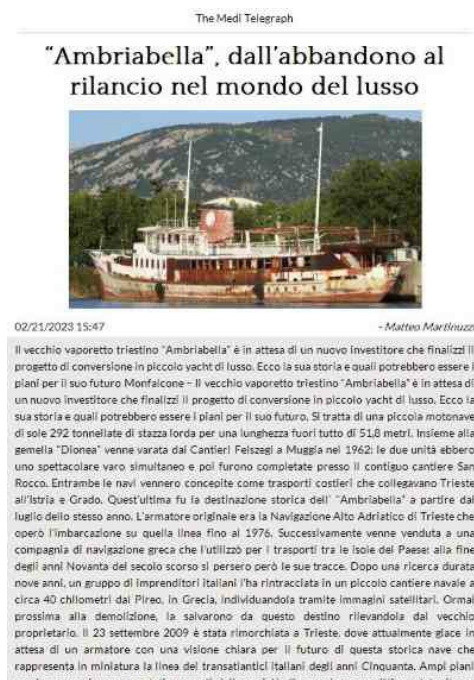 The Medi Telegraph
“Ambriabella”, dall’abbandono al
rilancio nel mondo del lusso
02/21/2023 15:47
- Matteo Martinuzzi
Il vecchio vaporetto triestino "Ambriabella" è in attesa di un nuovo investitore che finalizzi il
progetto di conversione in piccolo yacht di lusso. Ecco la sua storia e quali potrebbero essere i
piani per il suo futuro Monfalcone – Il vecchio vaporetto triestino "Ambriabella" è in attesa di
un nuovo investitore che finalizzi il progetto di conversione in piccolo yacht di lusso. Ecco la
sua storia e quali potrebbero essere i piani per il suo futuro. Si tratta di una piccola motonave
di sole 292 tonnellate di stazza lorda per una lunghezza fuori tutto di 51,8 metri. Insieme alla
gemella "Dionea" venne varata dai Cantieri Felszegi a Muggia nel 1962: le due unità ebbero
uno spettacolare varo simultaneo e poi furono completate presso il contiguo cantiere San
Rocco. Entrambe le navi vennero concepite come trasporti costieri che collegavano Trieste
all'Istria e Grado. Quest'ultima fu la destinazione storica dell' "Ambriabella" a partire dal
luglio dello stesso anno. L'armatore originale era la Navigazione Alto Adriatico di Trieste che
operò l'imbarcazione su quella linea fino al 1976. Successivamente venne venduta a una
compagnia di navigazione greca che l'utilizzò per i trasporti tra le isole del Paese: alla fine
degli anni Novanta del secolo scorso si persero però le sue tracce. Dopo una ricerca durata
nove anni, un gruppo di imprenditori italiani l'ha rintracciata in un piccolo cantiere navale a
circa 40 chilometri dal Pireo, in Grecia, individuandola tramite immagini satellitari. Ormai
prossima alla demolizione, la salvarono da questo destino rilevandola dal vecchio
proprietario. Il 23 settembre 2009 è stata rimorchiata a Trieste, dove attualmente giace in
attesa di un armatore con una visione chiara per il futuro di questa storica nave che
rappresenta in miniatura la linea dei transatlantici italiani degli anni Cinquanta. Ampi piani